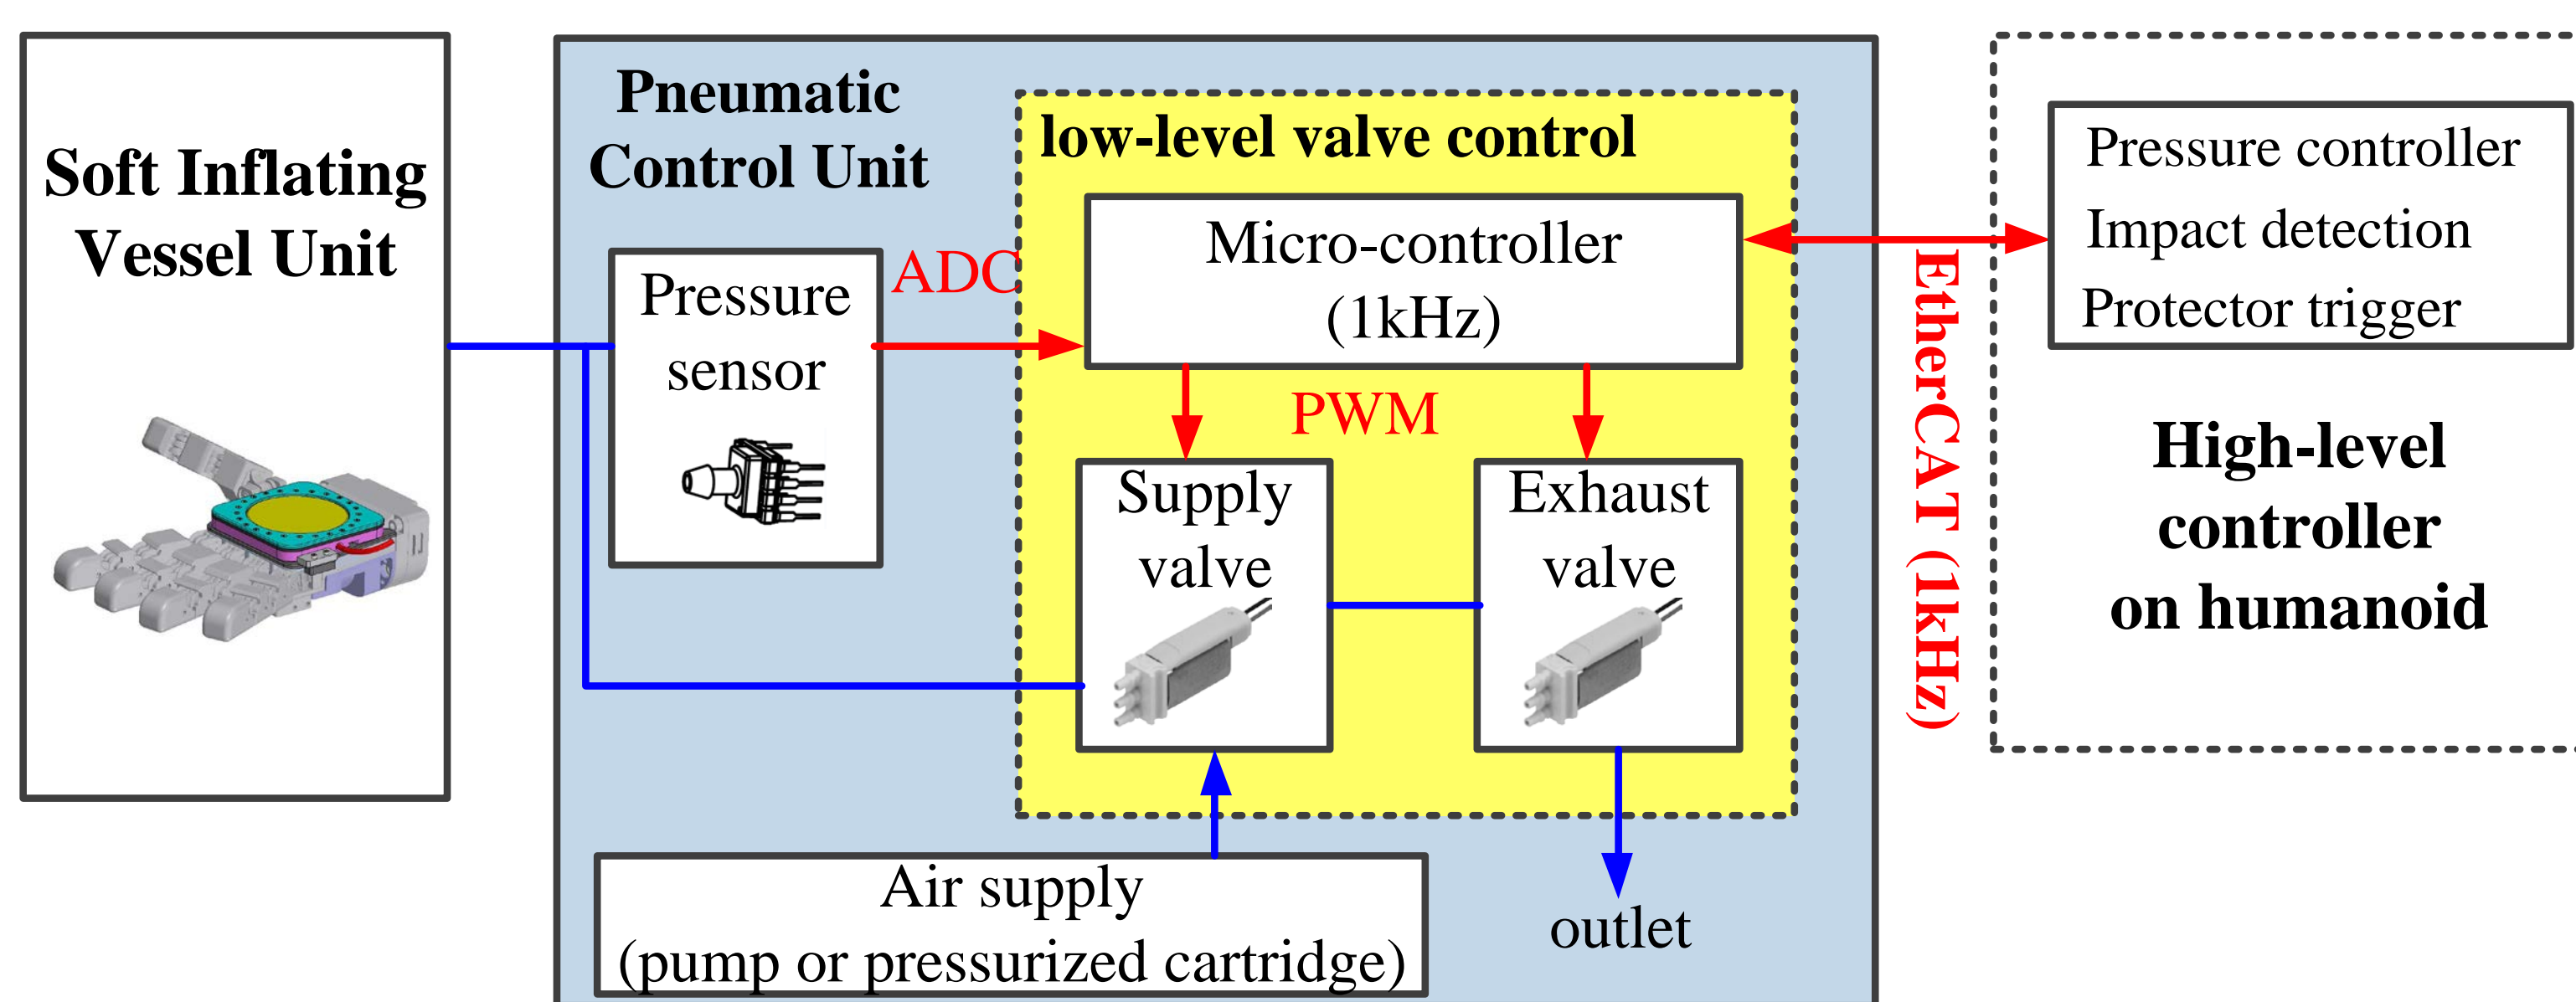 Soft Inflating
Vessel Unit
Pneumatic
Control Unit
Pressure
sensor
ADC
low-level valve control
Micro-controller
(1kHz)
PWM
Supply
valve
Exhaust
valve
Air supply
(pump or pressurized cartridge)
outlet
EtherCAT (1kHz)
Pressure controller
Impact detection
Protector trigger
High-level
controller
on humanoid